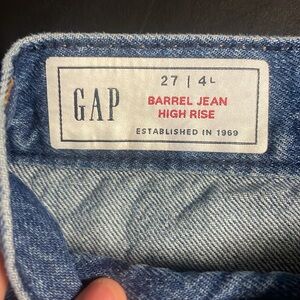 27 | 4L
GAP
BARREL JEAN
HIGH RISE
ESTABLISHED IN 1969